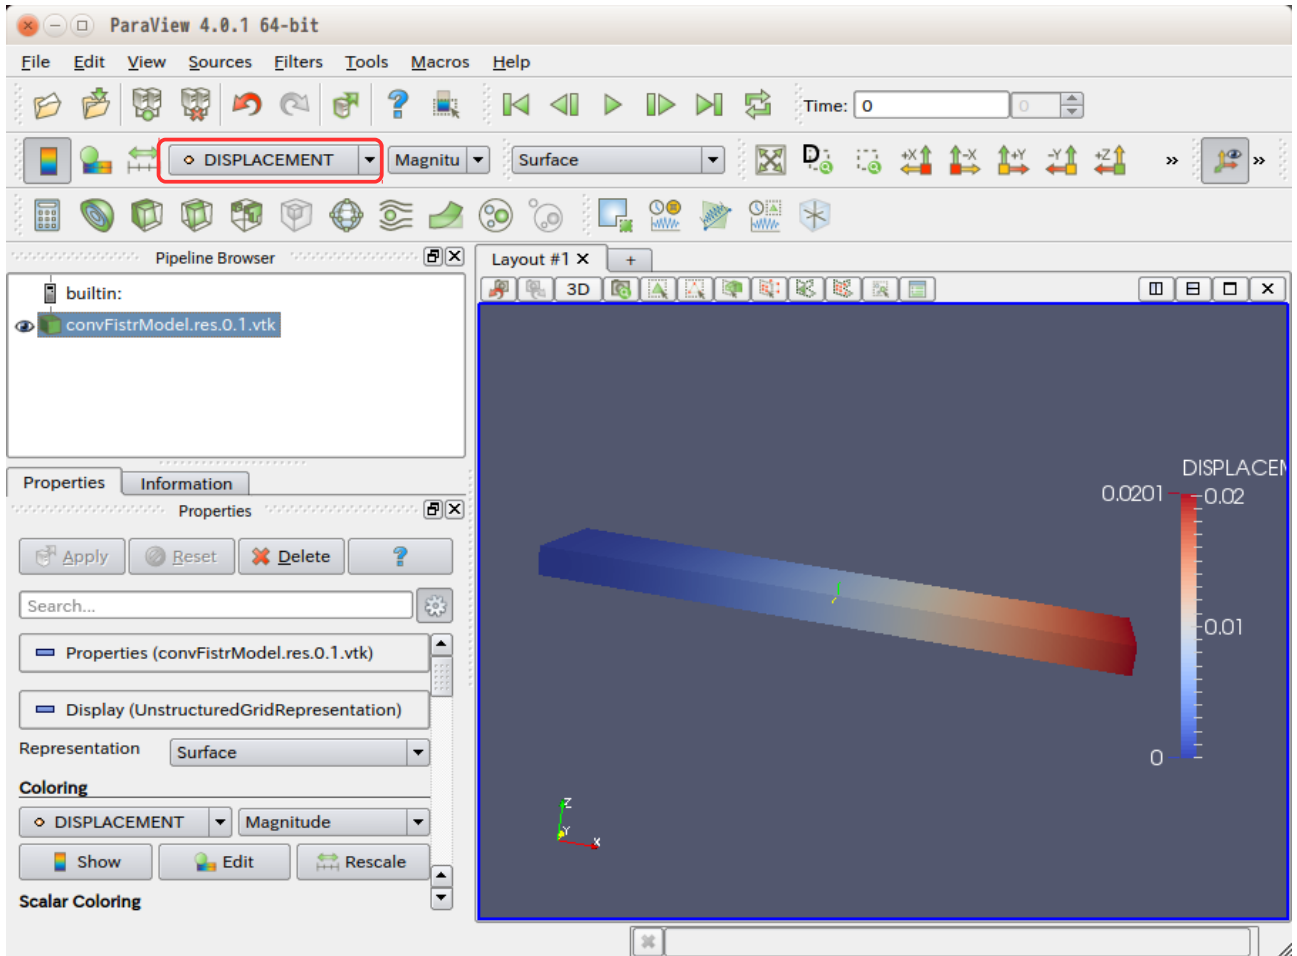 ParaView 4.0.1 64-bit
File Edit View Sources Filters Tools Macros Help
Time: 0 0
DISPLACEMENT Magnitu Surface D +X -X +Y -Y +Z » »
Pipeline Browser
builtin:
convFistrModel.res.0.1.vtk
Properties Information
Properties
Apply Reset Delete ?
Search...
Properties (convFistrModel.res.0.1.vtk)
Display (UnstructuredGridRepresentation)
Representation Surface
Coloring
DISPLACEMENT Magnitude
Show Edit Rescale
Scalar Coloring
Layout #1 X +
3D
DISPLACEM
0.0201 0.02
0.01
0
Z
Y
X